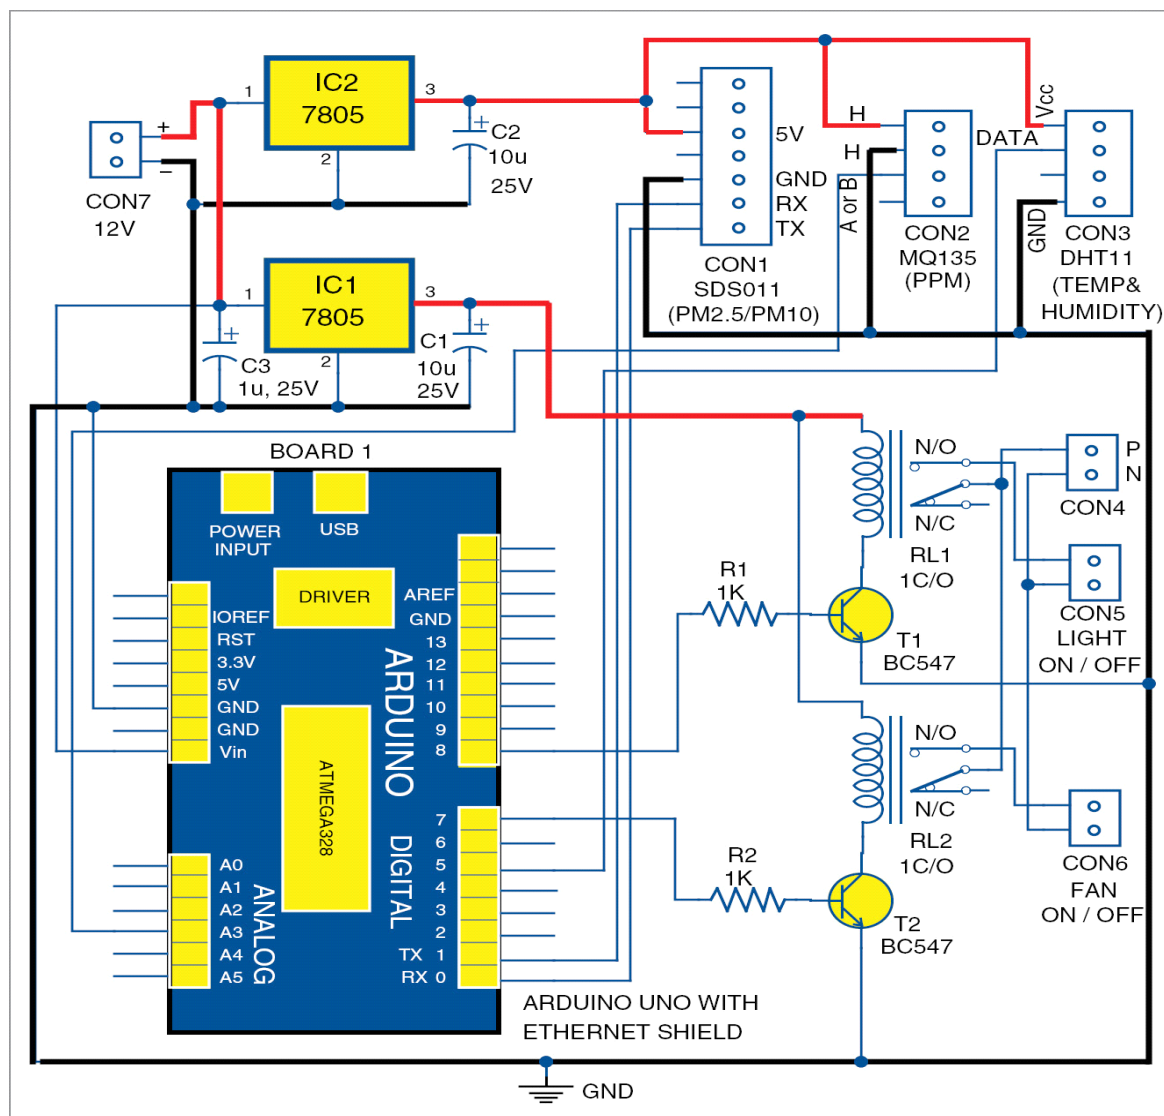 IC2
7805
1
3
2
+
−
CON7
12V
+
C2
10u
25V
5V
GND
RX
TX
CON1
SDS011
(PM2.5/PM10)
H
H
A or B
DATA
CON2
MQ135
(PPM)
Vcc
GND
CON3
DHT11
(TEMP&
HUMIDITY)
IC1
7805
1
3
2
+
C3
1u, 25V
+
C1
10u
25V
BOARD 1
POWER
INPUT
USB
DRIVER
IOREF
RST
3.3V
5V
GND
GND
Vin
AREF
GND
13
12
11
10
9
8
ARDUINO
ATMEGA328
7
6
5
4
3
2
TX 1
RX 0
DIGITAL
A0
A1
A2
A3
A4
A5
ANALOG
ARDUINO UNO WITH
ETHERNET SHIELD
R1
1K
T1
BC547
N/O
N/C
RL1
1C/O
P
N
CON4
CON5
LIGHT
ON / OFF
R2
1K
T2
BC547
N/O
N/C
RL2
1C/O
CON6
FAN
ON / OFF
GND